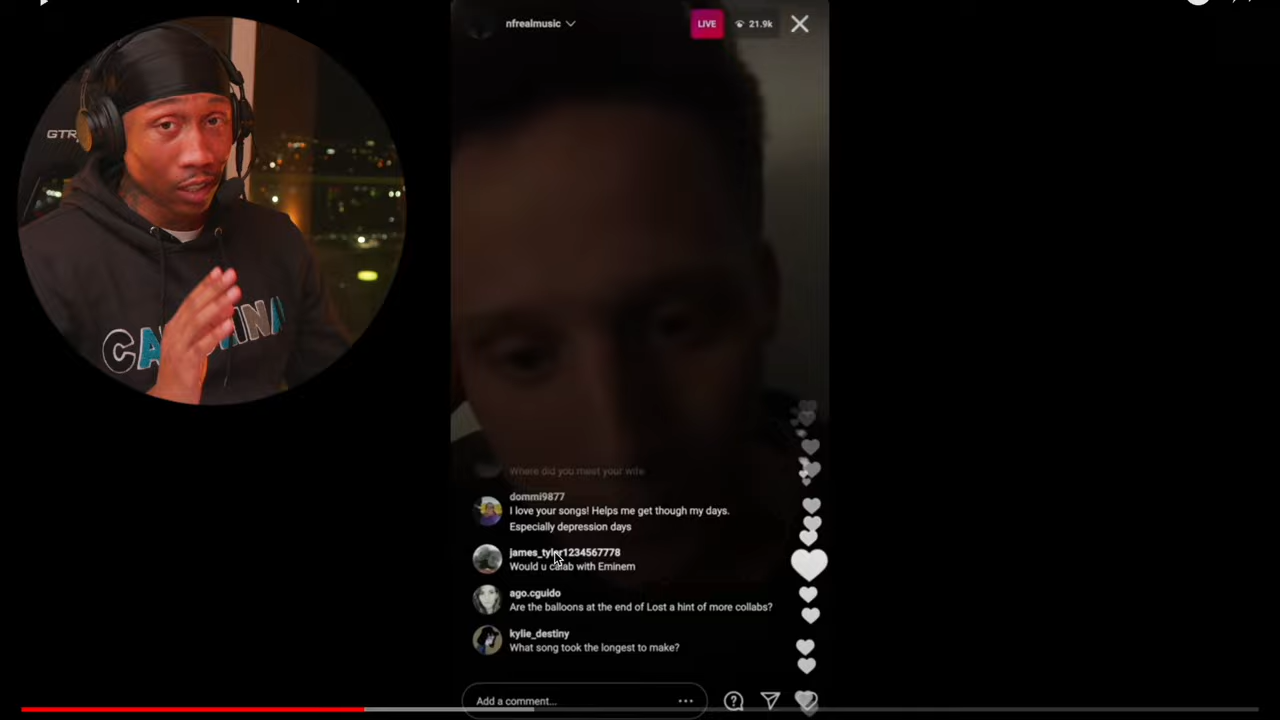 nfrealmusic
LIVE
21.9k
GTR
Where did you meet your wife
dommi9877
I love your songs! Helps me get though my days.
Especially depression days
james_tyler1234567778
Would u calab with Eminem
ago.cguido
Are the balloons at the end of Lost a hint of more collabs?
kylie_destiny
What song took the longest to make?
Add a comment...